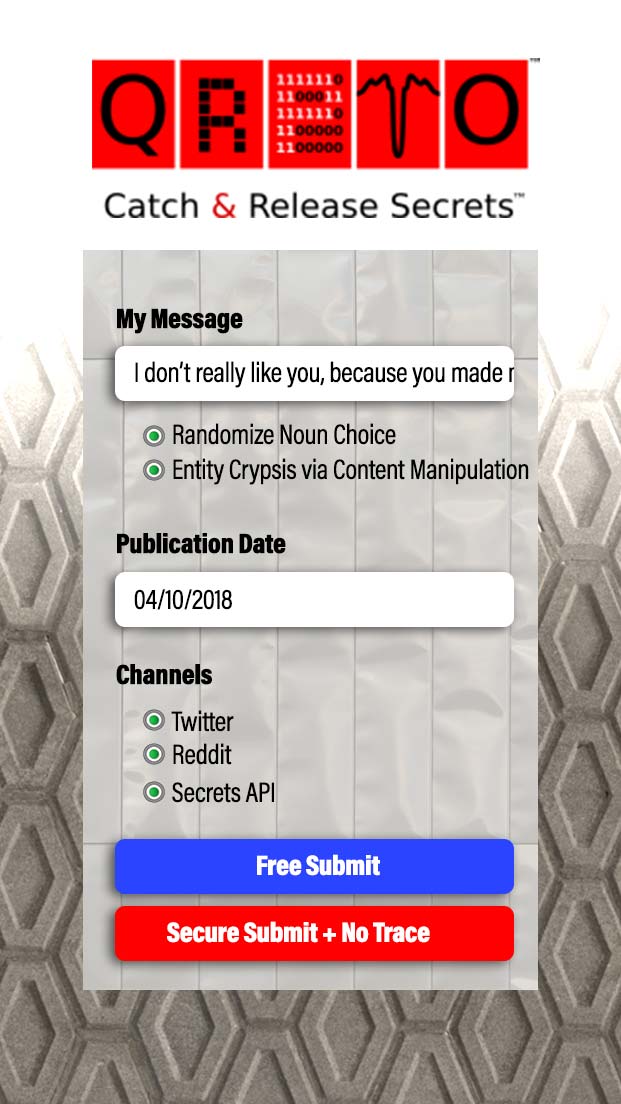 QR
1111110
1100011
1111110
1100000
1100000
TO™
Catch & Release Secrets™
My Message
I don’t really like you, because you made
Randomize Noun Choice
Entity Crypsis via Content Manipulation
Publication Date
04/10/2018
Channels
Twitter
Reddit
Secrets API
Free Submit
Secure Submit + No Trace